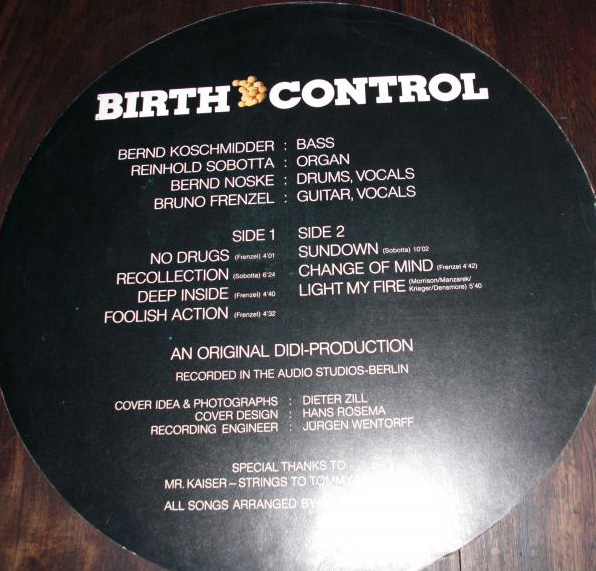 BIRTH CONTROL
BERND KOSCHMIDDER : BASS
REINHOLD SOBOTTA : ORGAN
BERND NOSKE : DRUMS, VOCALS
BRUNO FRENZEL : GUITAR, VOCALS
SIDE 1
NO DRUGS (Frenzel) 4'01
RECOLLECTION (Sobotta) 6'24
DEEP INSIDE (Frenzel) 4'40
FOOLISH ACTION (Frenzel) 4'32
SIDE 2
SUNDOWN (Sobotta) 10'02
CHANGE OF MIND (Frenzel 4'42)
LIGHT MY FIRE (Morrison/Manzarek/
Krieger/Densmore) 5'40
AN ORIGINAL DIDI-PRODUCTION
RECORDED IN THE AUDIO STUDIOS-BERLIN
COVER IDEA & PHOTOGRAPHS : DIETER ZILL
COVER DESIGN : HANS ROSEMA
RECORDING ENGINEER : JÜRGEN WENTORFF
SPECIAL THANKS TO
MR. KAISER – STRINGS TO TOMMY
ALL SONGS ARRANGED BY